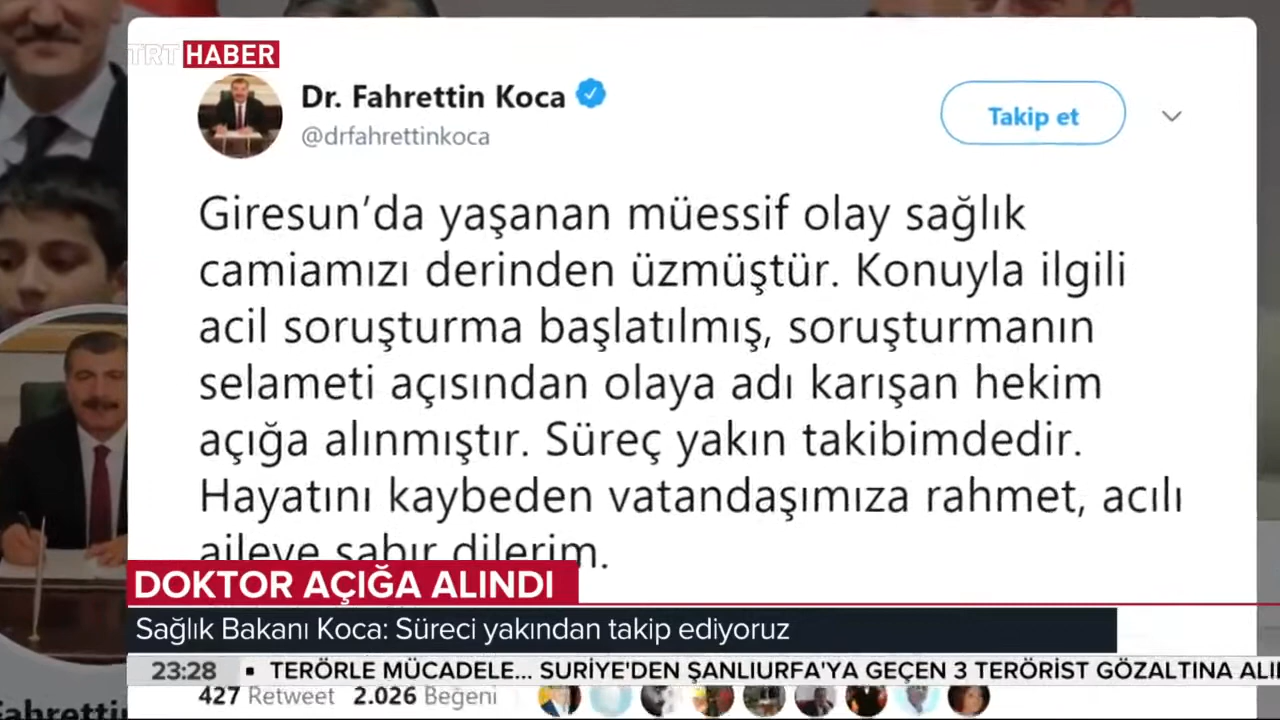 TRT HABER
Dr. Fahrettin Koca
@drfahrettinkoca
Takip et
Giresun’da yaşanan müessif olay sağlık
camiamızı derinden üzmüştür. Konuyla ilgili
acil soruşturma başlatılmış, soruşturmanın
selameti açısından olaya adı karışan hekim
açığa alınmıştır. Süreç yakın takibimdedir.
Hayatını kaybeden vatandaşımıza rahmet, acılı
aileye sabır dilerim.
DOKTOR AÇIĞA ALINDI
Sağlık Bakanı Koca: Süreci yakından takip ediyoruz
23:28 ▪ TERÖRLE MÜCADELE... SURİYE'DEN ŞANLIURFA'YA GEÇEN 3 TERÖRİST GÖZALTINA
427 Retweet 2.026 Beğeni